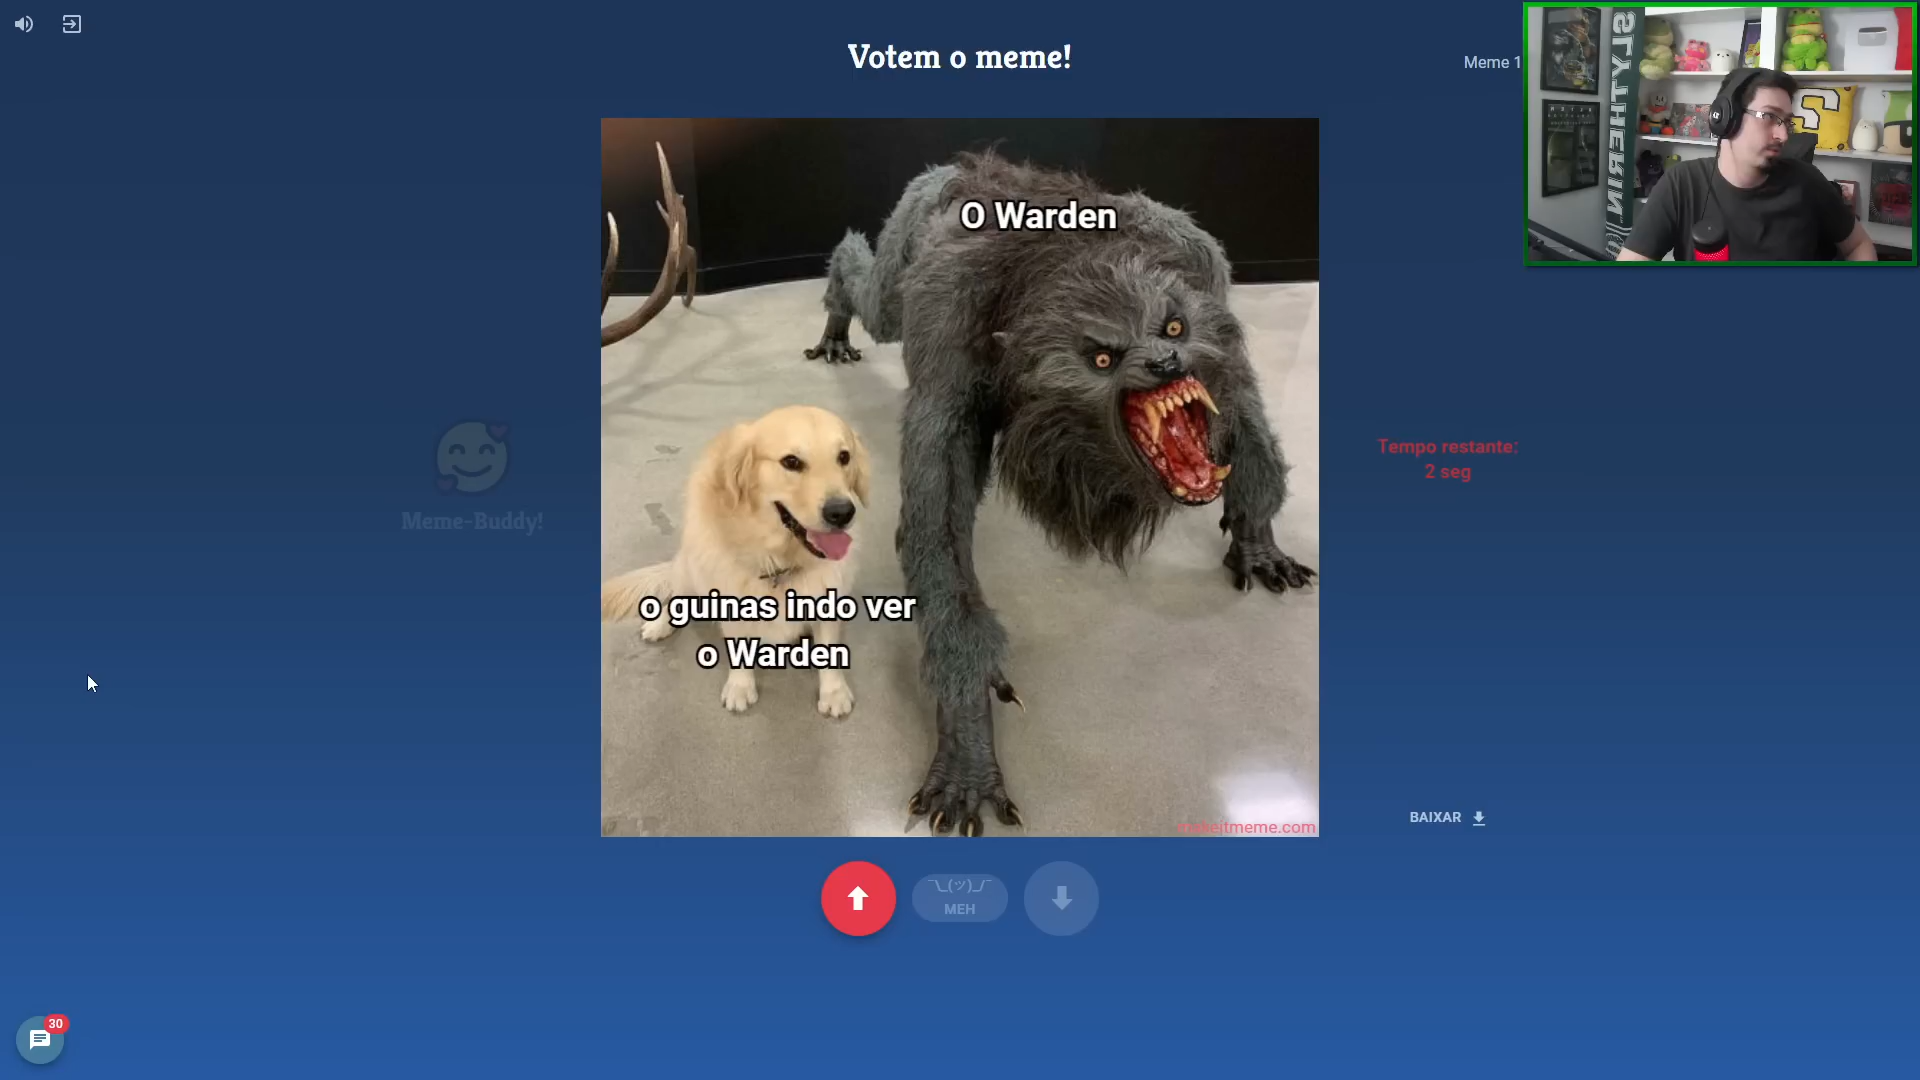 Votem o meme!
Meme 1
SLYTHERIN
O Warden
Tempo restante:
2 seg
Meme-Buddy!
o guinas indo ver
o Warden
makeitmeme.com
BAIXAR
¯\_(ツ)_/¯
MEH
30